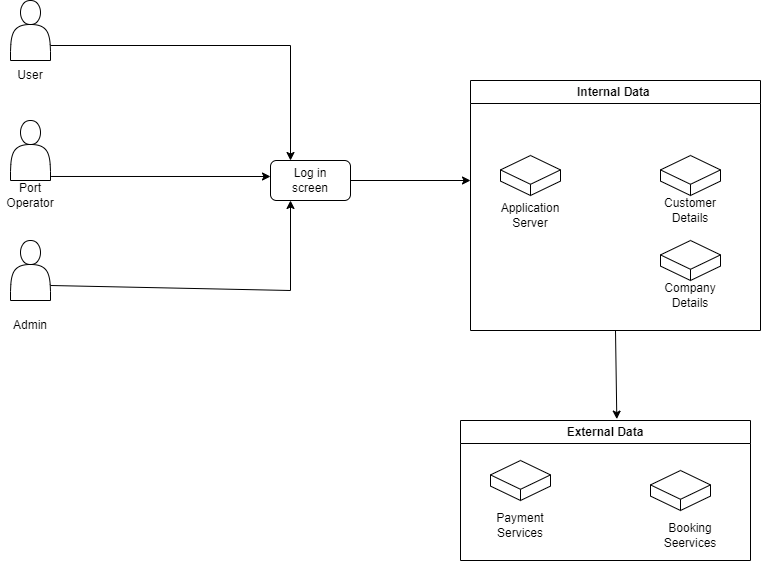 User
Port
Operator
Admin
Log in
screen
Internal Data
Application
Server
Customer
Details
Company
Details
External Data
Payment
Services
Booking
Seervices